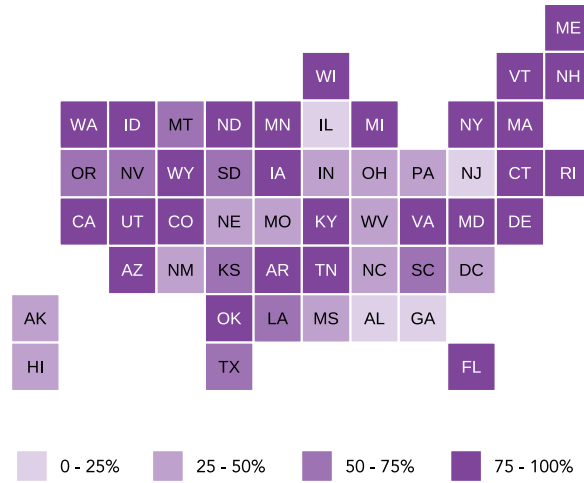 ME
WI VT NH
WA ID MT ND MN IL MI NY MA
OR NV WY SD IA IN OH PA NJ CT RI
CA UT CO NE MO KY WV VA MD DE
AZ NM KS AR TN NC SC DC
AK OK LA MS AL GA
HI TX FL
0 - 25% 25 - 50% 50 - 75% 75 - 100%